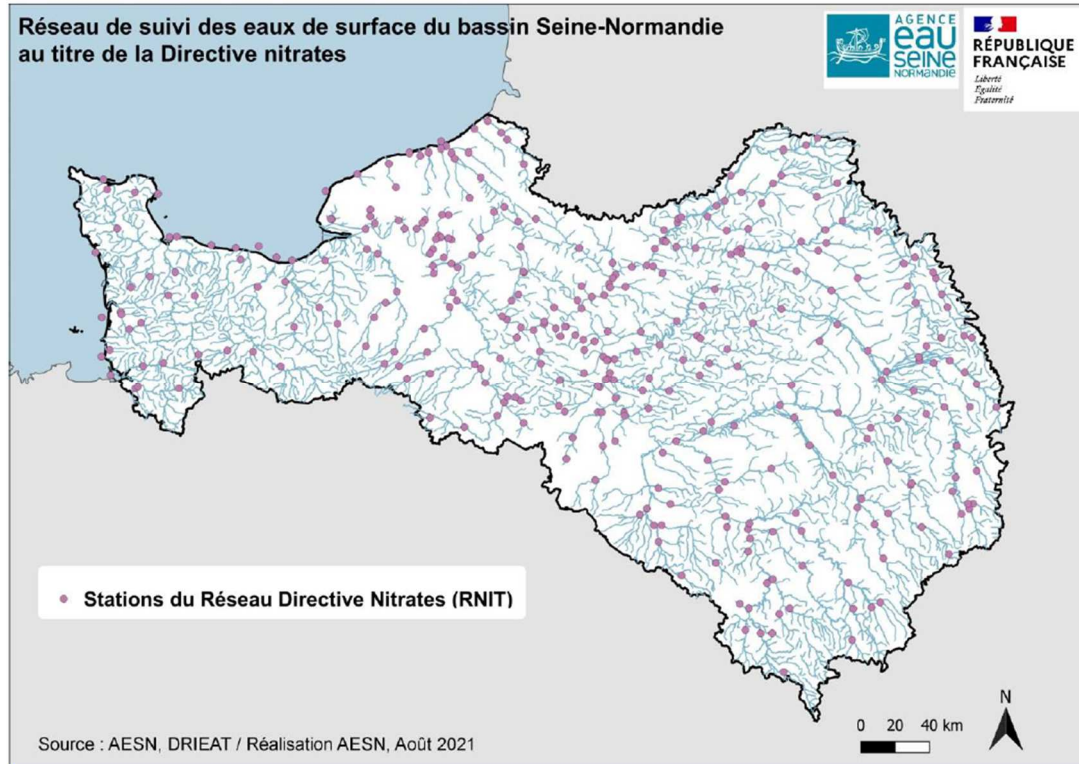 Réseau de suivi des eaux de surface du bassin Seine-Normandie
au titre de la Directive nitrates
AGENCE
eau
SEINE
NORMANDIE
RÉPUBLIQUE
FRANÇAISE
Liberté
Égalité
Fraternité
Stations du Réseau Directive Nitrates (RNIT)
Source : AESN, DRIEAT / Réalisation AESN, Août 2021
0 20 40 km
N